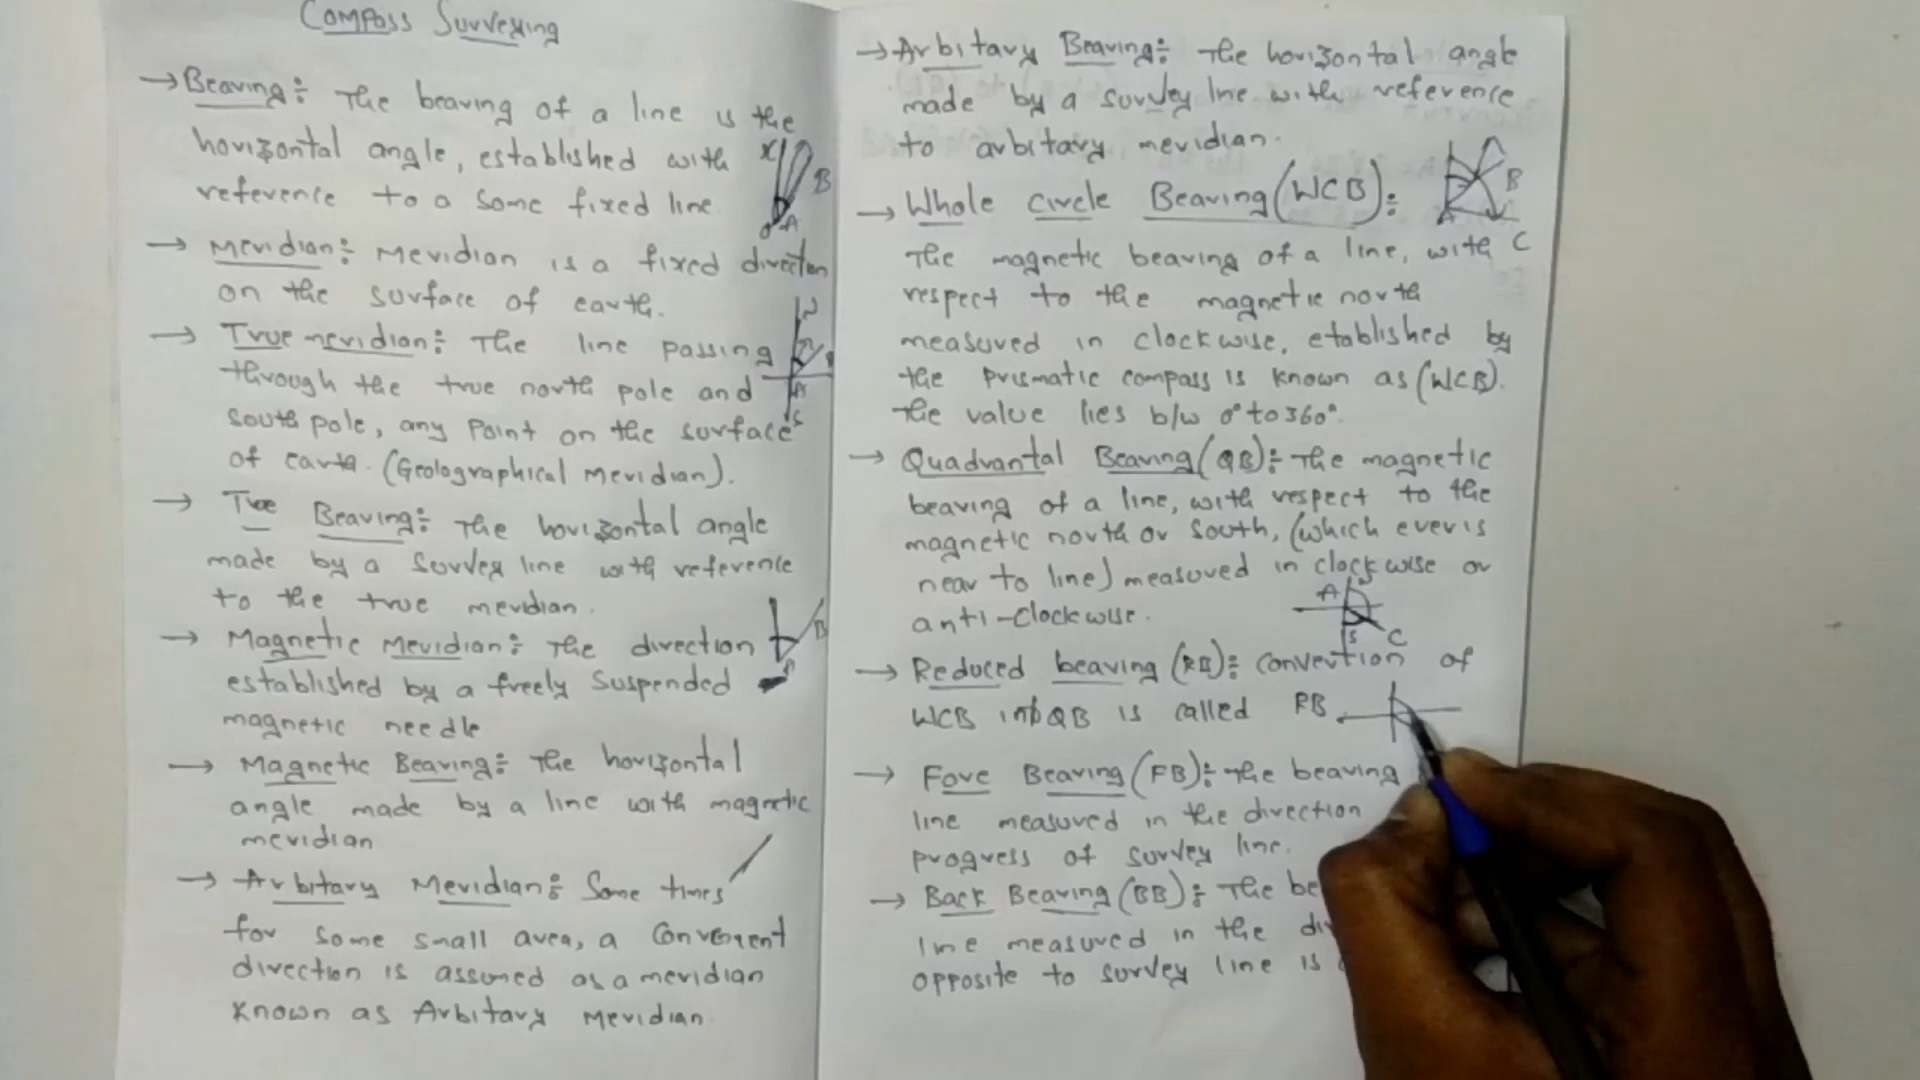 Compass Surveying
→ Bearing:- The bearing of a line is the
horizontal angle, established with
reference to a some fixed line
→ Meridian:- Meridian is a fixed direction
on the surface of earth.
→ True meridian:- The line passing
through the true north pole and
south pole, any point on the surface
of earth. (Geolographical Meridian).
→ True Bearing:- The horizontal angle
made by a survey line with reference
to the true meridian.
→ Magnetic Meridian:- The direction
established by a freely suspended
magnetic needle
→ Magnetic Bearing:- The horizontal
angle made by a line with magnetic
meridian
→ Arbitary Meridian:- Some times
for some small area, a convenent
direction is assumed as a meridian
Known as Arbitary Meridian.
X B
O A
N
A
S
B
→ Arbitary Bearing:- The horizontal angle
made by a survey line with reference
to arbitary meridian.
→ Whole circle Bearing (WCB):-
The magnetic bearing of a line, with
respect to the magnetic north
measured in clockwise, etablished by
the prismatic compass is known as (WCB).
The value lies b/w 0° to 360°.
→ Quadrantal Bearing (QB):- The magnetic
bearing of a line, with respect to the
magnetic north or south, (which ever is
near to line) measured in clockwise or
anti-clockwise.
→ Reduced bearing (RB):- convertion of
WCB into QB is called RB
→ Fore Bearing (FB):- The bearing
line measured in the direction
progress of survey line.
→ Back Bearing (BB):- The be
line measured in the di
opposite to survey line is
B
A
C
A
S C